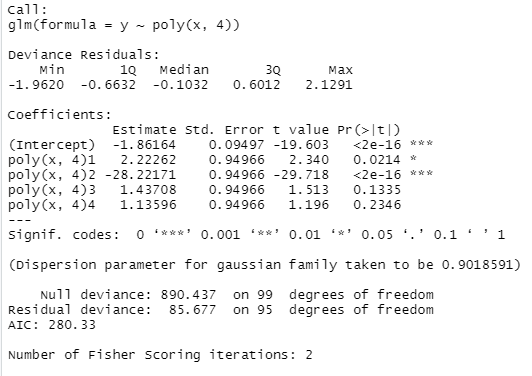 Call:
glm(formula = y ~ poly(x, 4))
Deviance Residuals:
Min 1Q Median 3Q Max
-1.9620 -0.6632 -0.1032 0.6012 2.1291
Coefficients:
Estimate Std. Error t value Pr(>|t|)
(Intercept) -1.86164 0.09497 -19.603 <2e-16 ***
poly(x, 4)1 2.22262 0.94966 2.340 0.0214 *
poly(x, 4)2 -28.22171 0.94966 -29.718 <2e-16 ***
poly(x, 4)3 1.43708 0.94966 1.513 0.1335
poly(x, 4)4 1.13596 0.94966 1.196 0.2346
---
Signif. codes: 0 ‘***’ 0.001 ‘**’ 0.01 ‘*’ 0.05 ‘.’ 0.1 ‘ ’ 1
(Dispersion parameter for gaussian family taken to be 0.9018591)
Null deviance: 890.437 on 99 degrees of freedom
Residual deviance: 85.677 on 95 degrees of freedom
AIC: 280.33
Number of Fisher Scoring iterations: 2